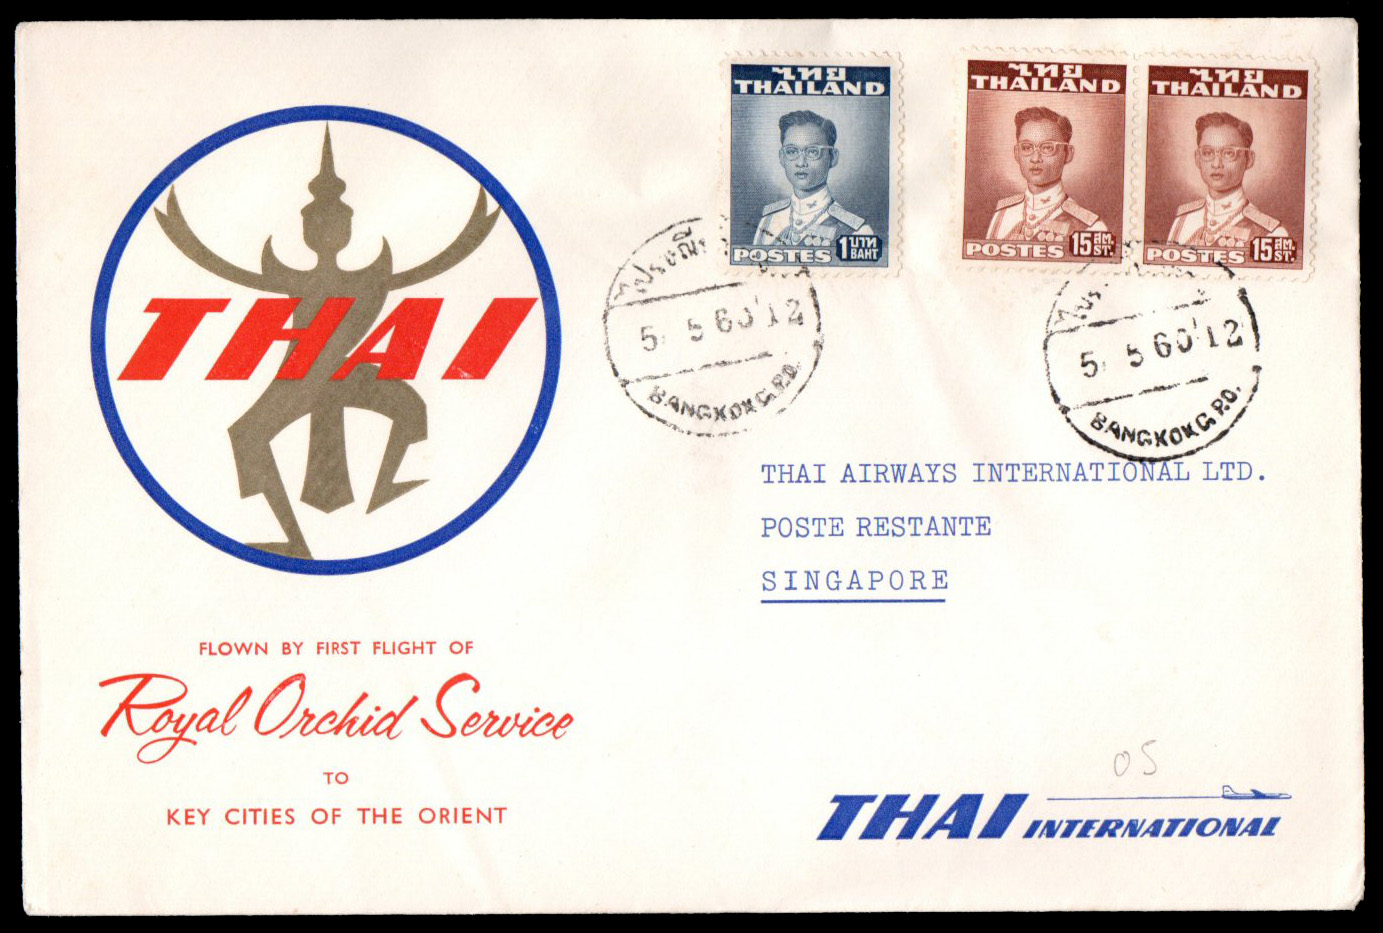 ไทย
THAILAND
POSTES
1 บาท
BAHT
ไทย
THAILAND
POSTES
15 สต.
ST.
ไทย
THAILAND
POSTES
15 สต.
ST.
5. 5 60' 12
BANGKOK G.P.O.
5. 5 60' 12
BANGKOK G.P.O.
THAI
THAI AIRWAYS INTERNATIONAL LTD.
POSTE RESTANTE
SINGAPORE
FLOWN BY FIRST FLIGHT OF
Royal Orchid Service
TO
KEY CITIES OF THE ORIENT
05
THAI INTERNATIONAL